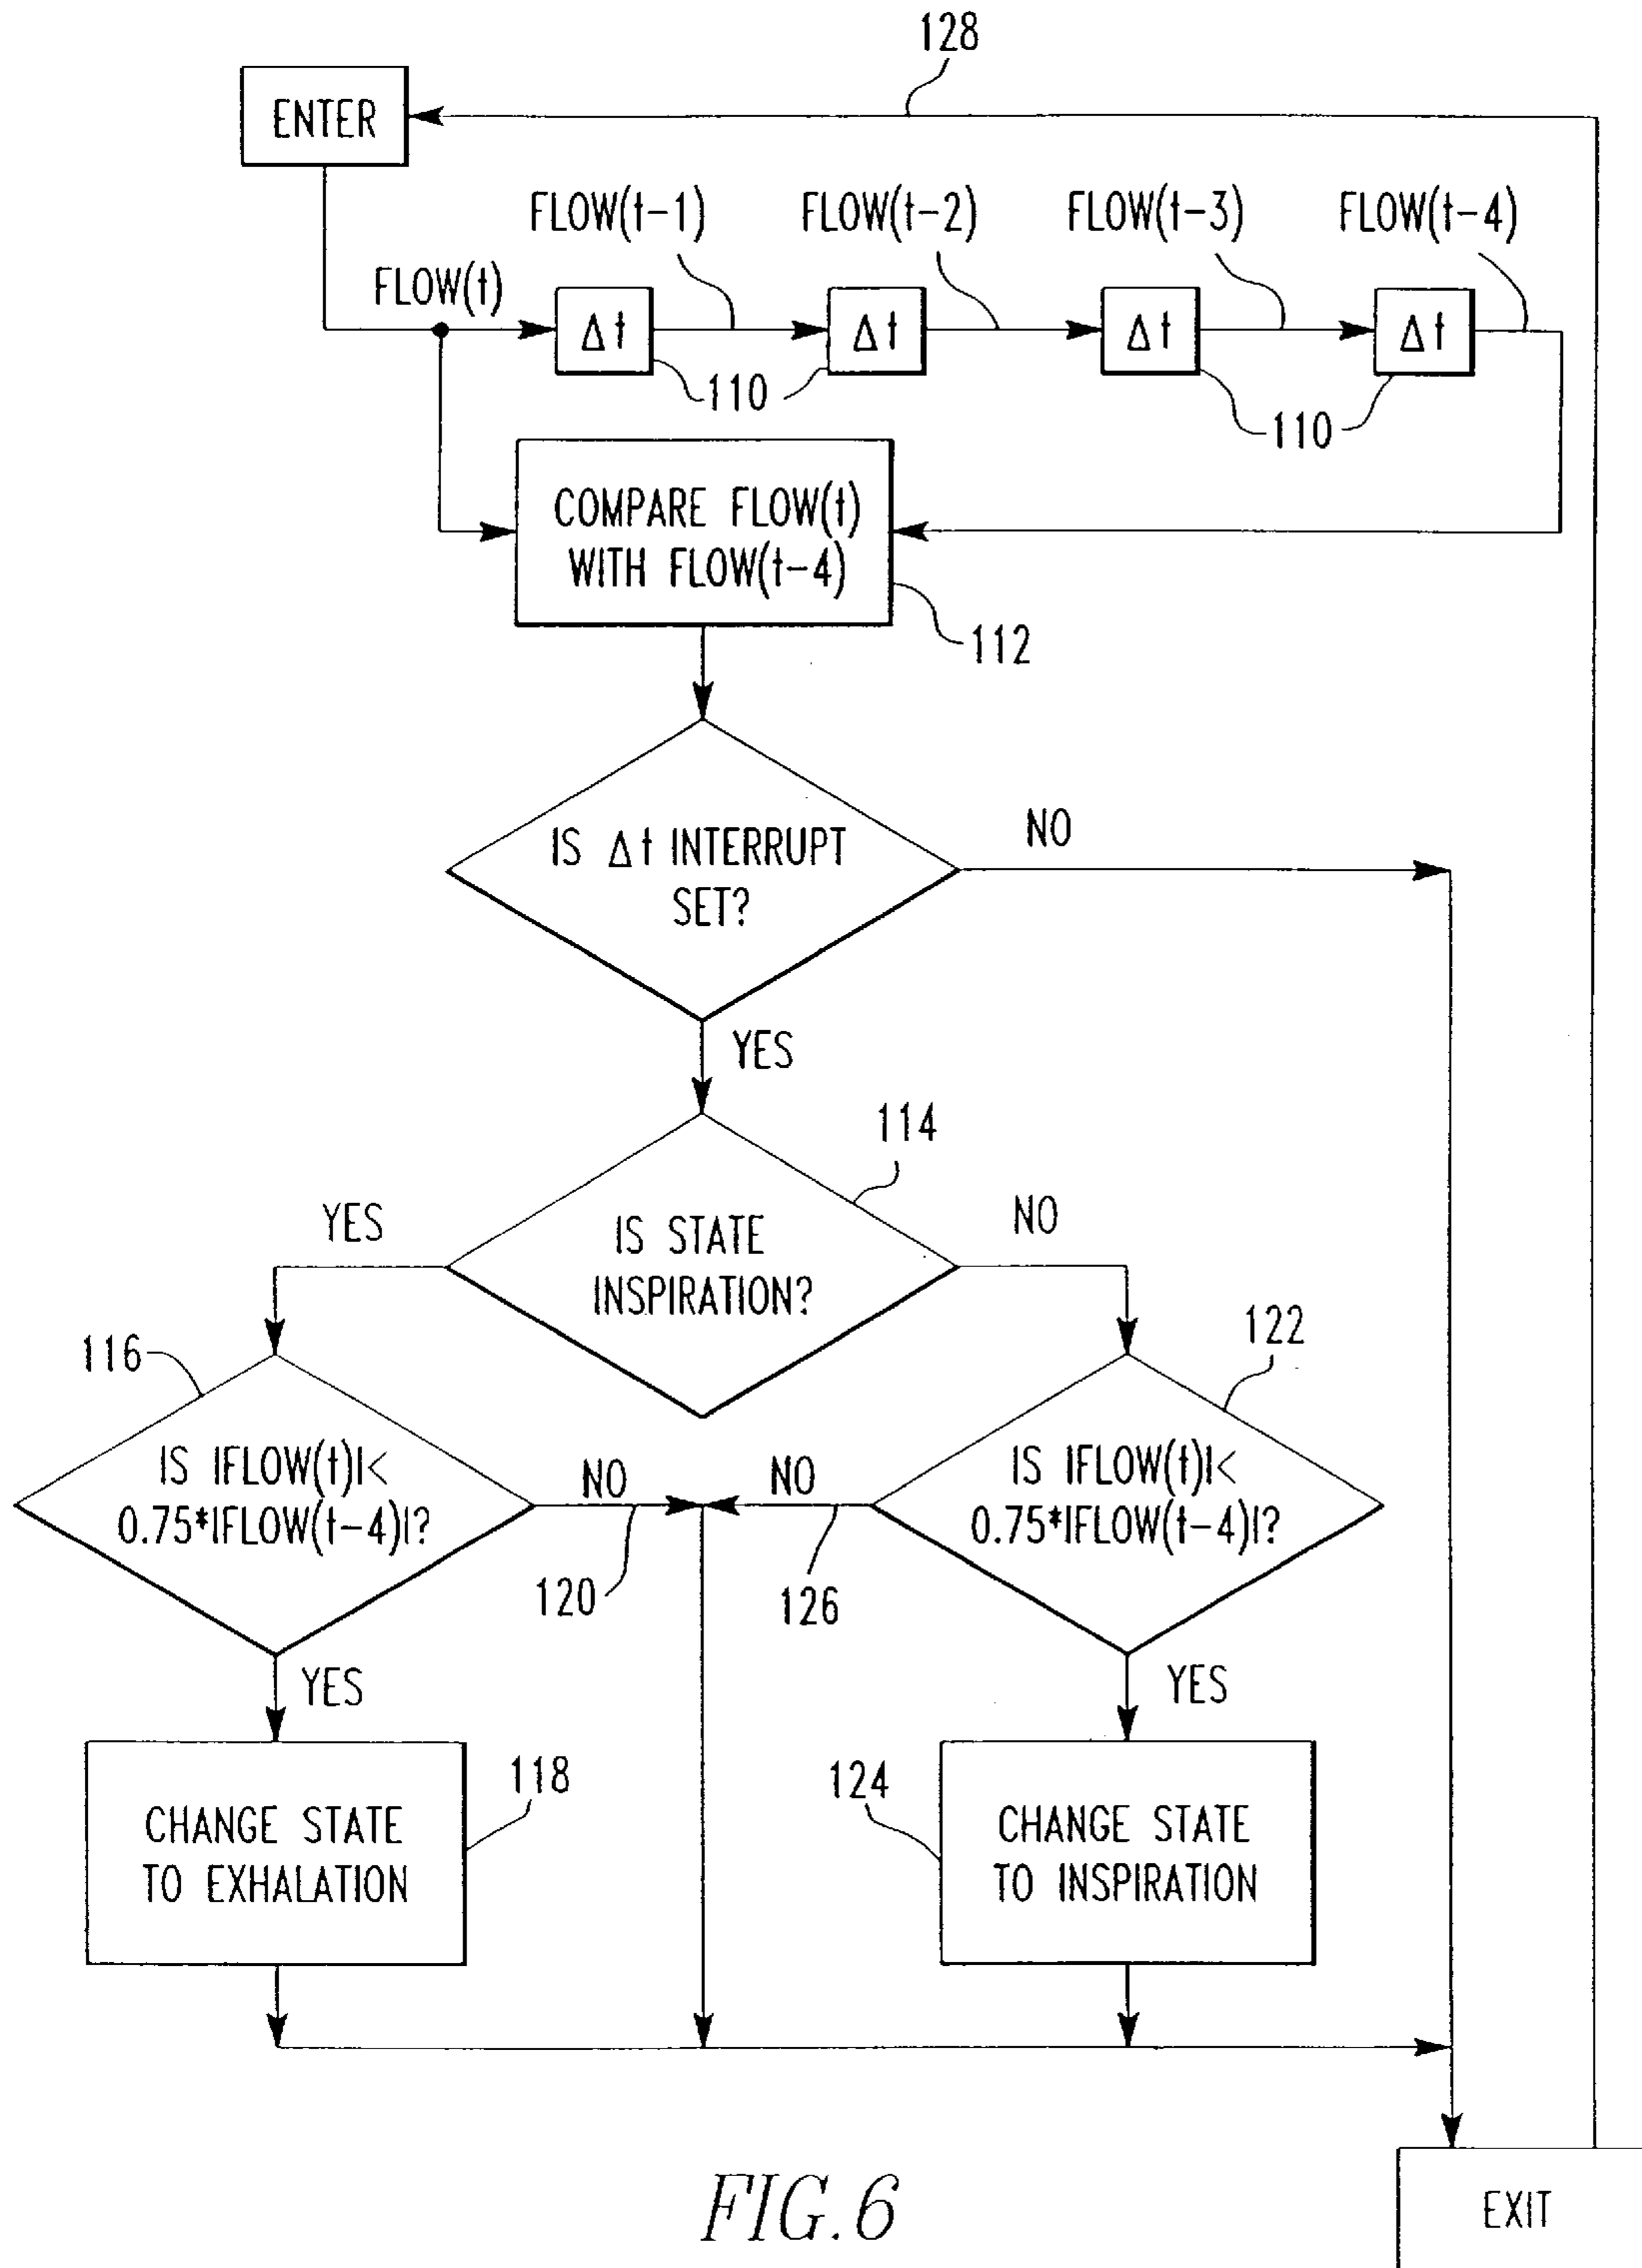 128
ENTER
FLOW(t-1)
FLOW(t-2)
FLOW(t-3)
FLOW(t-4)
FLOW(t)
Δt
Δt
Δt
Δt
110
110
COMPARE FLOW(t)
WITH FLOW(t-4)
112
IS Δt INTERRUPT
SET?
NO
YES
114
IS STATE
INSPIRATION?
YES
NO
116
122
IS |FLOW(t)|<
0.75*|FLOW(t-4)|?
NO
NO
IS |FLOW(t)|<
0.75*|FLOW(t-4)|?
120
126
YES
YES
118
124
CHANGE STATE
TO EXHALATION
CHANGE STATE
TO INSPIRATION
EXIT
FIG.6